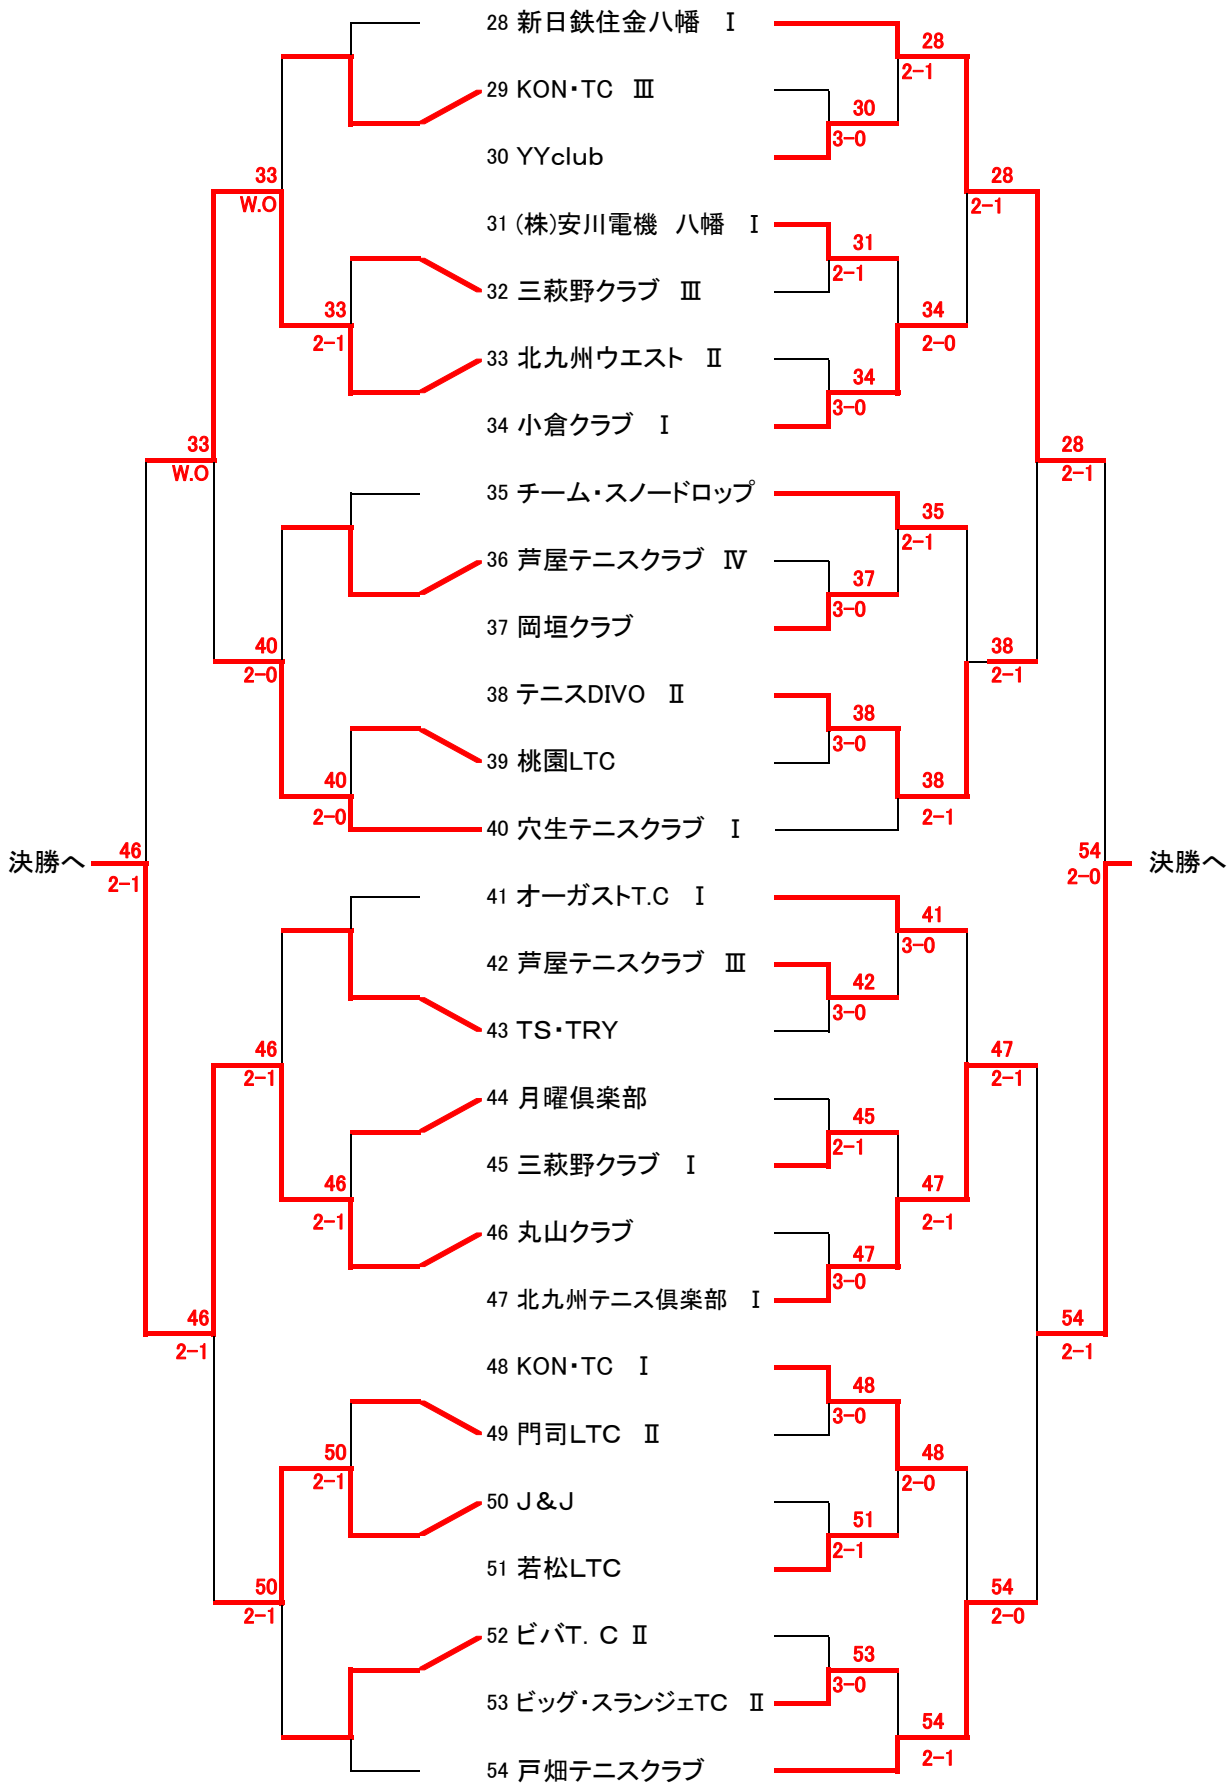 28 新日鉄住金八幡 Ⅰ
28
2-1
29 KON・TC Ⅲ
30
3-0
30 YYclub
33
W.O
28
2-1
31 (株)安川電機 八幡 Ⅰ
31
2-1
32 三萩野クラブ Ⅲ
33
2-1
34
2-0
33 北九州ウエスト Ⅱ
34
3-0
34 小倉クラブ Ⅰ
33
W.O
28
2-1
35 チーム・スノードロップ
35
2-1
36 芦屋テニスクラブ Ⅳ
37
3-0
37 岡垣クラブ
40
2-0
38
2-1
38 テニスDIVO Ⅱ
38
3-0
39 桃園LTC
40
2-0
38
2-1
40 穴生テニスクラブ Ⅰ
決勝へ
46
2-1
54
2-0
決勝へ
41 オーガストT.C Ⅰ
41
3-0
42 芦屋テニスクラブ Ⅲ
42
3-0
43 TS・TRY
46
2-1
47
2-1
44 月曜倶楽部
45
2-1
45 三萩野クラブ Ⅰ
46
2-1
47
2-1
46 丸山クラブ
47
3-0
47 北九州テニス倶楽部 Ⅰ
46
2-1
54
2-1
48 KON・TC Ⅰ
48
3-0
49 門司LTC Ⅱ
50
2-1
48
2-0
50 J&J
51
2-1
51 若松LTC
50
2-1
54
2-0
52 ビバT. C Ⅱ
53
3-0
53 ビッグ・スランジェTC Ⅱ
54
2-1
54 戸畑テニスクラブ